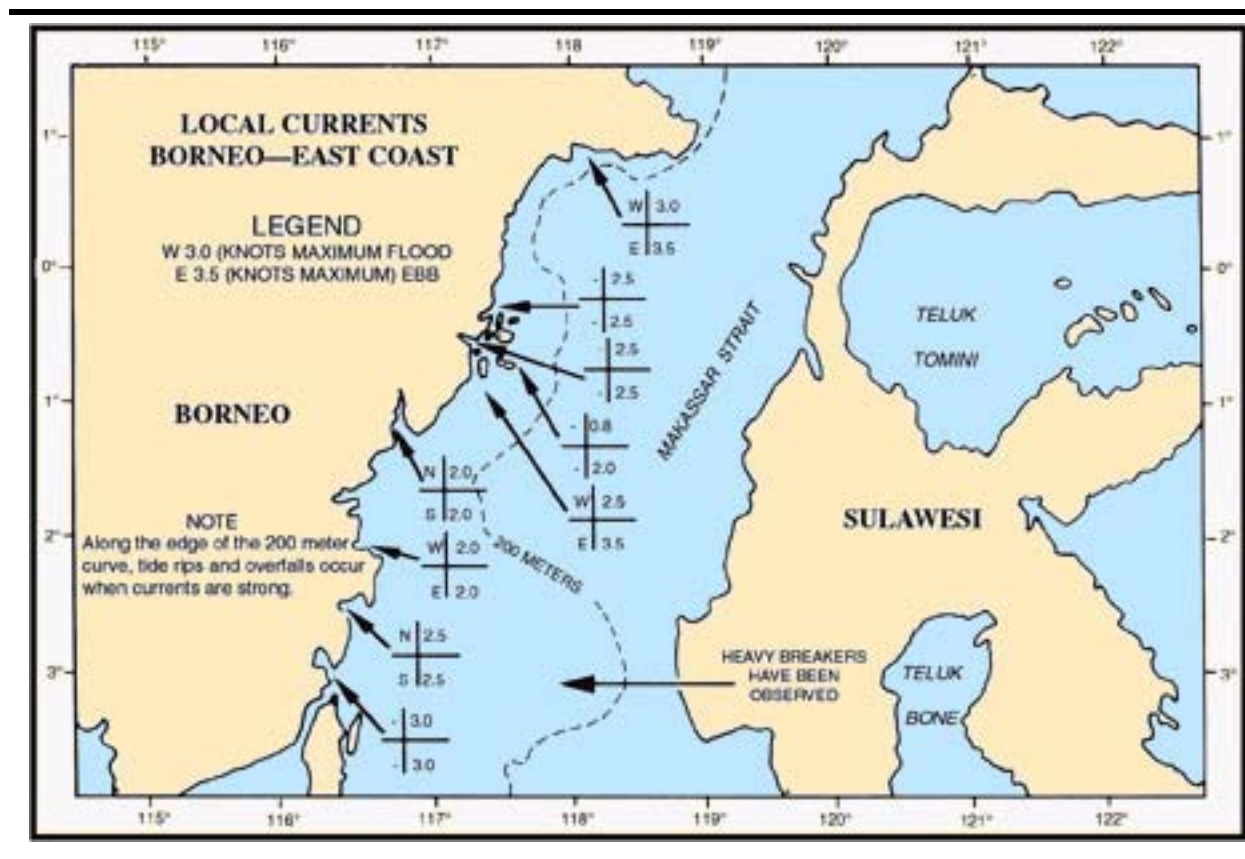 115° 116° 117° 118° 119° 120° 121° 122°
LOCAL CURRENTS
BORNEO—EAST COAST
1° 1°
LEGEND
W 3.0 (KNOTS MAXIMUM FLOOD
E 3.5 (KNOTS MAXIMUM) EBB
W 3.0
E 3.5
0° 0°
- 2.5
- 2.5
TELUK
TOMINI
- 2.5
- 2.5
MAKASSAR STRAIT
1° 1°
BORNEO
- 0.8
- 2.0
N 2.0
S 2.0
W 2.5
E 3.5
SULAWESI
NOTE
Along the edge of the 200 meter
curve, tide rips and overfalls occur
when currents are strong.
2° 2°
W 2.0
E 2.0
200 METERS
N 2.5
S 2.5
3° 3°
HEAVY BREAKERS
HAVE BEEN
OBSERVED
TELUK
BONE
- 3.0
- 3.0
115° 116° 117° 118° 119° 120° 121° 122°